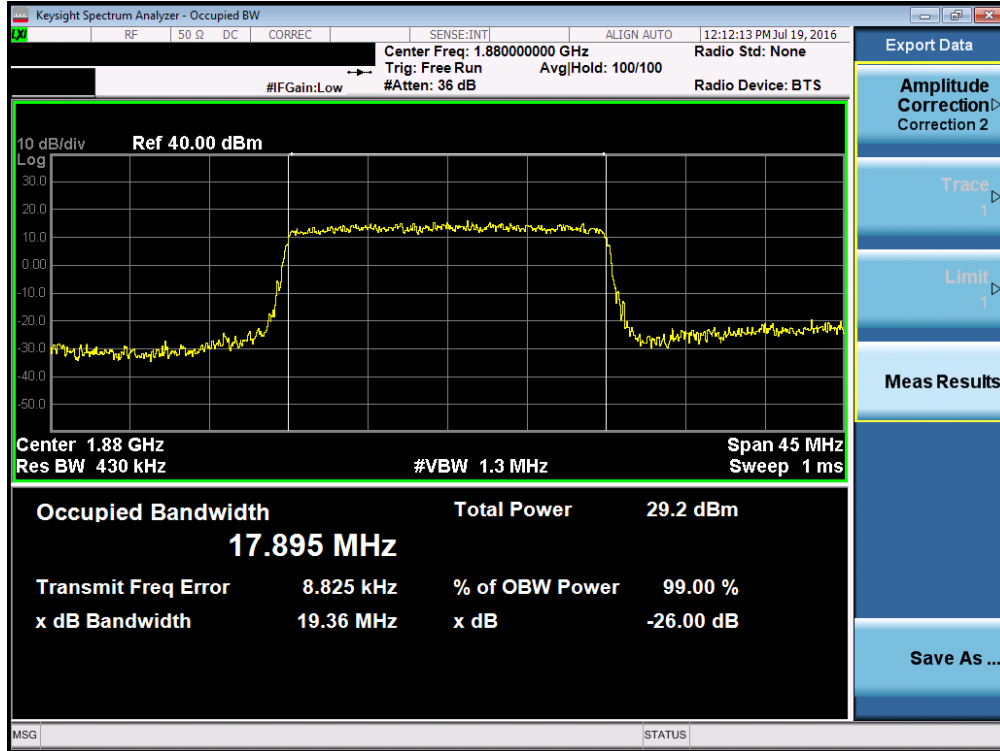 Keysight Spectrum Analyzer - Occupied BW
LXI RF 50 Ω DC CORREC SENSE:INT ALIGN AUTO 12:12:13 PM Jul 19, 2016
Center Freq: 1.880000000 GHz Radio Std: None
Trig: Free Run Avg|Hold: 100/100
#IFGain:Low #Atten: 36 dB Radio Device: BTS
10 dB/div Ref 40.00 dBm
Log
30.0
20.0
10.0
0.00
-10.0
-20.0
-30.0
-40.0
-50.0
Center 1.88 GHz Span 45 MHz
Res BW 430 kHz #VBW 1.3 MHz Sweep 1 ms
Occupied Bandwidth Total Power 29.2 dBm
17.895 MHz
Transmit Freq Error 8.825 kHz % of OBW Power 99.00 %
x dB Bandwidth 19.36 MHz x dB -26.00 dB
MSG STATUS
Export Data
Amplitude
Correction
Correction 2
Trace
1
Limit
1
Meas Results
Save As ...